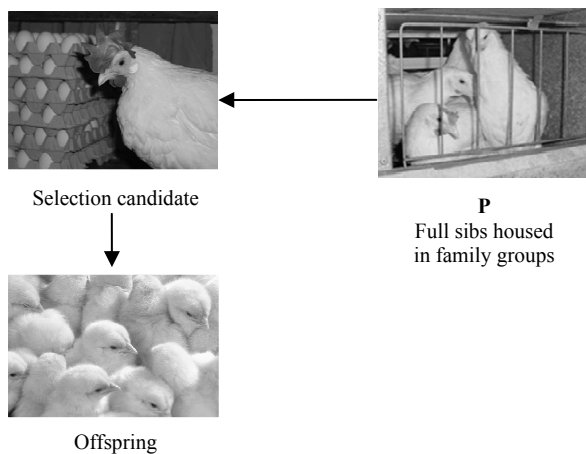 Selection candidate
P
Full sibs housed
in family groups
Offspring